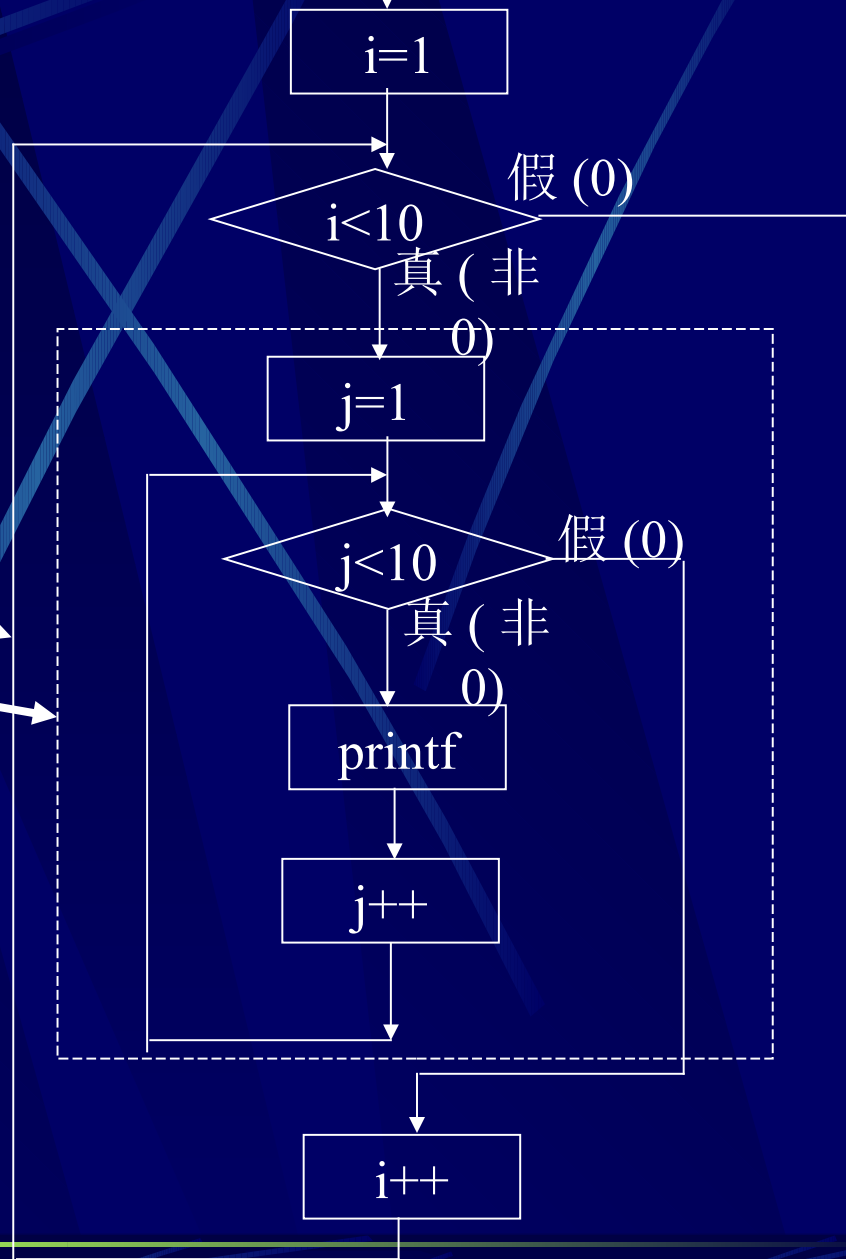 i=1
假 (0)
i<10
真 ( 非
0)
j=1
假 (0)
j<10
真 ( 非
0)
printf
j++
i++